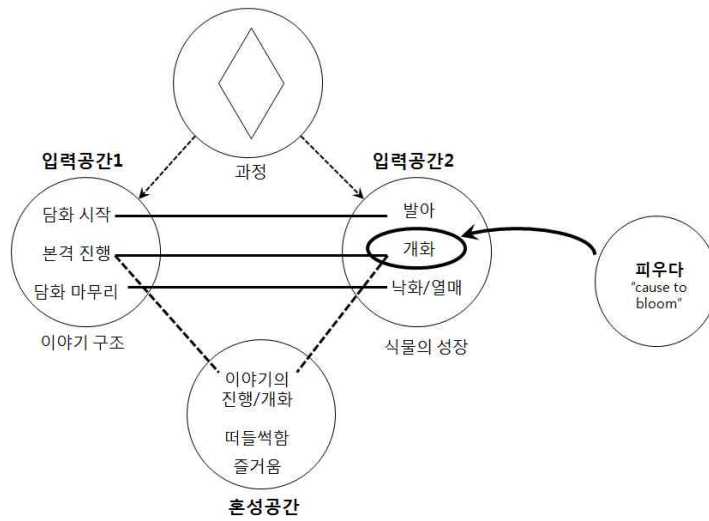 과정
입력공간1
담화 시작
본격 진행
담화 마무리
이야기 구조
입력공간2
발아
개화
낙화/열매
식물의 성장
피우다
"cause to
bloom"
이야기의
진행/개화
떠들썩함
즐거움
혼성공간